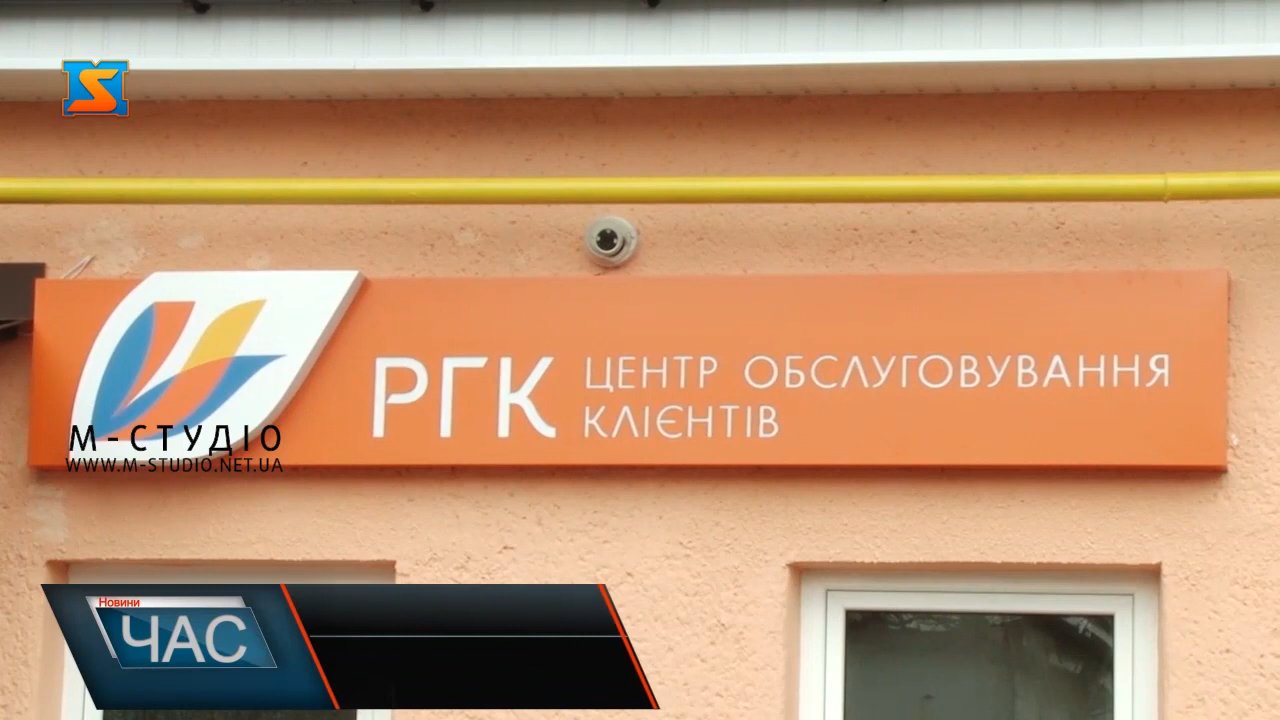 РГК ЦЕНТР ОБСЛУГОВУВАННЯ
КЛІЄНТІВ
М-СТУДІО
WWW.M-STUDIO.NET.UA
Новини
ЧАС